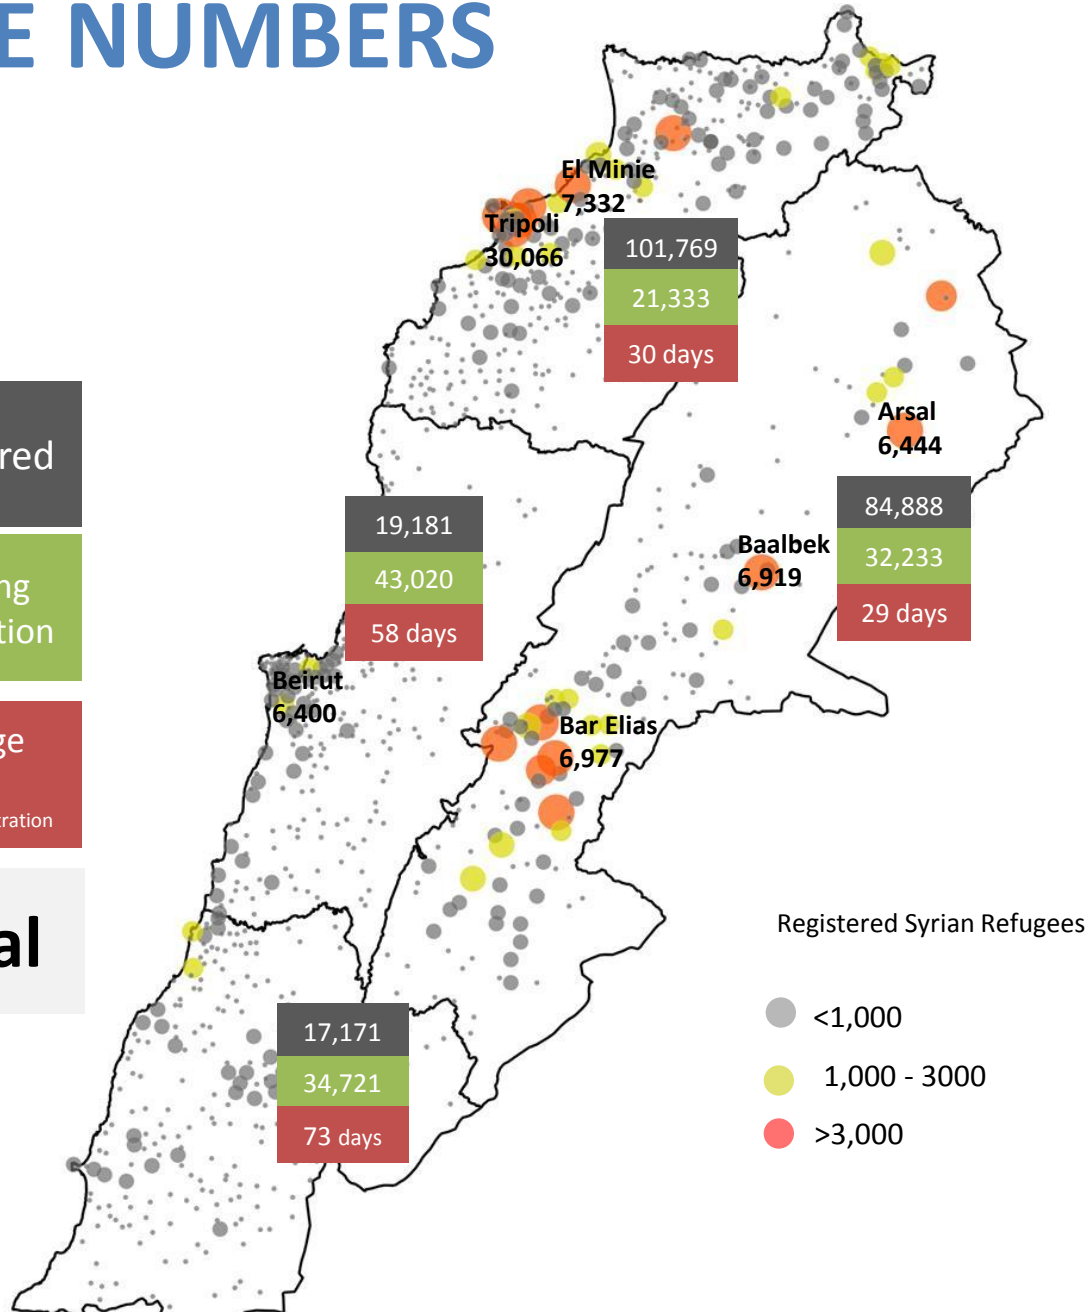 E NUMBERS
El Minie
7,332
Tripoli
30,066
101,769
21,333
30 days
red
Arsal
6,444
84,888
32,233
29 days
19,181
43,020
58 days
Baalbek
6,919
ng
tion
Beirut
6,400
Bar Elias
6,977
ge
tration
al
Registered Syrian Refugees
<1,000
1,000 - 3000
>3,000
17,171
34,721
73 days